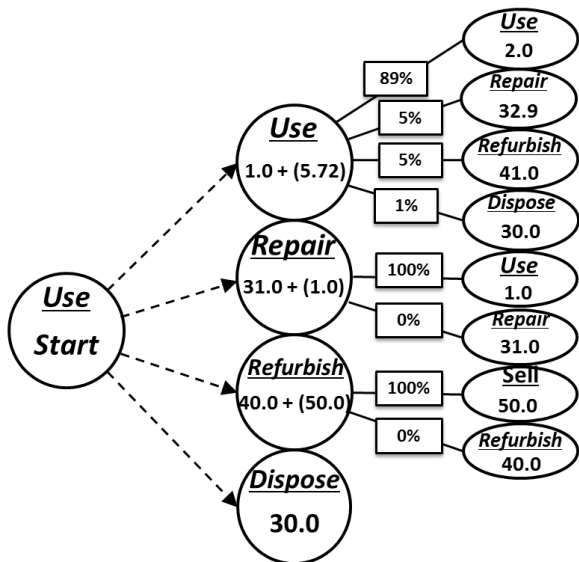 Use
Start
Use
1.0 + (5.72)
Repair
31.0 + (1.0)
Refurbish
40.0 + (50.0)
Dispose
30.0
89%
5%
5%
1%
100%
0%
100%
0%
Use
2.0
Repair
32.9
Refurbish
41.0
Dispose
30.0
Use
1.0
Repair
31.0
Sell
50.0
Refurbish
40.0